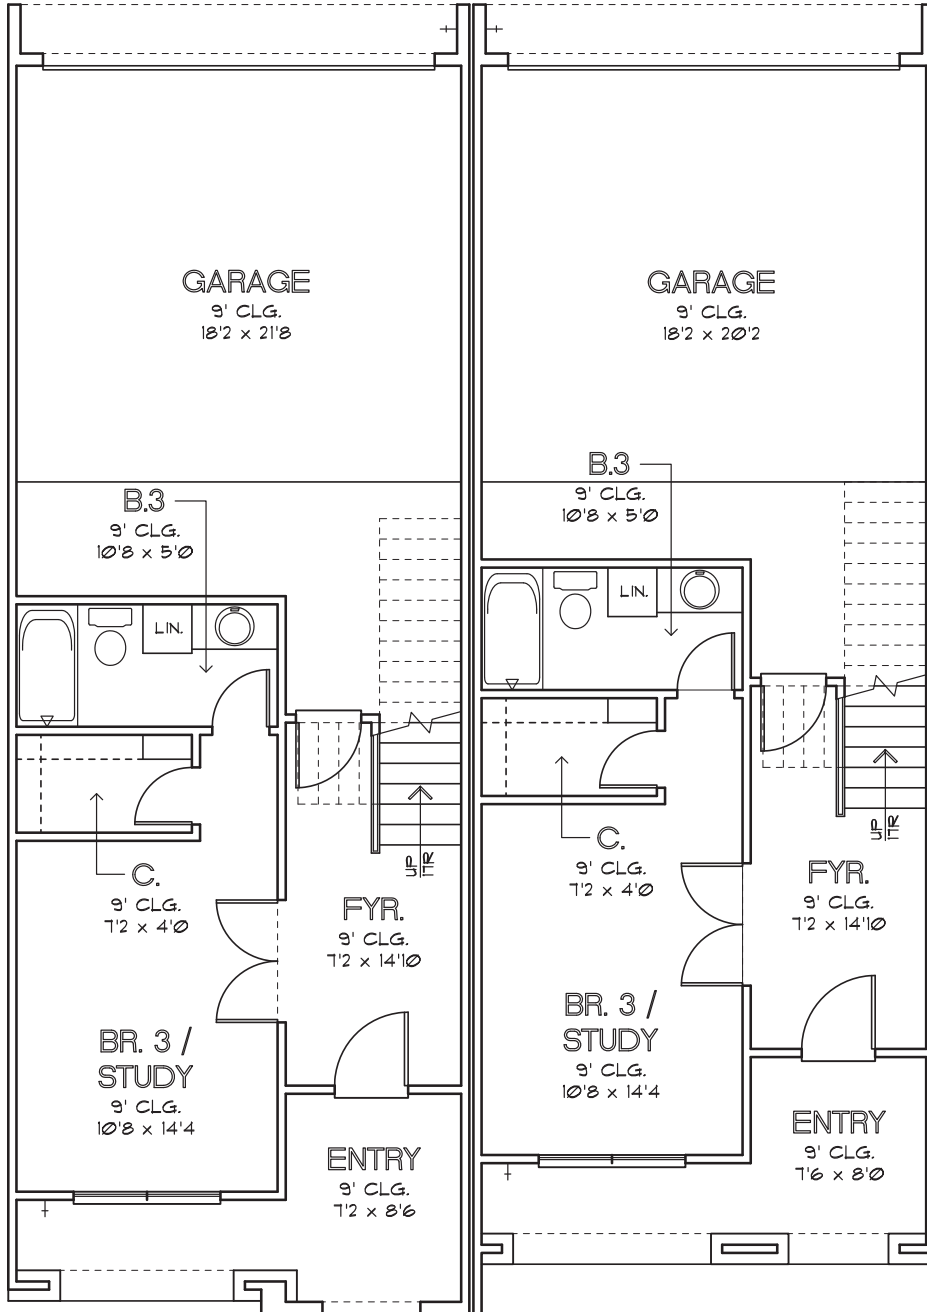 GARAGE
9' CLG.
18'2 x 21'8
B.3
9' CLG.
10'8 x 5'0
LIN.
UP
17R
C.
9' CLG.
7'2 x 4'0
FYR.
9' CLG.
7'2 x 14'10
BR. 3 /
STUDY
9' CLG.
10'8 x 14'4
ENTRY
9' CLG.
7'2 x 8'6
GARAGE
9' CLG.
18'2 x 20'2
B.3
9' CLG.
10'8 x 5'0
LIN.
UP
17R
C.
9' CLG.
7'2 x 4'0
FYR.
9' CLG.
7'2 x 14'10
BR. 3 /
STUDY
9' CLG.
10'8 x 14'4
ENTRY
9' CLG.
7'6 x 8'0